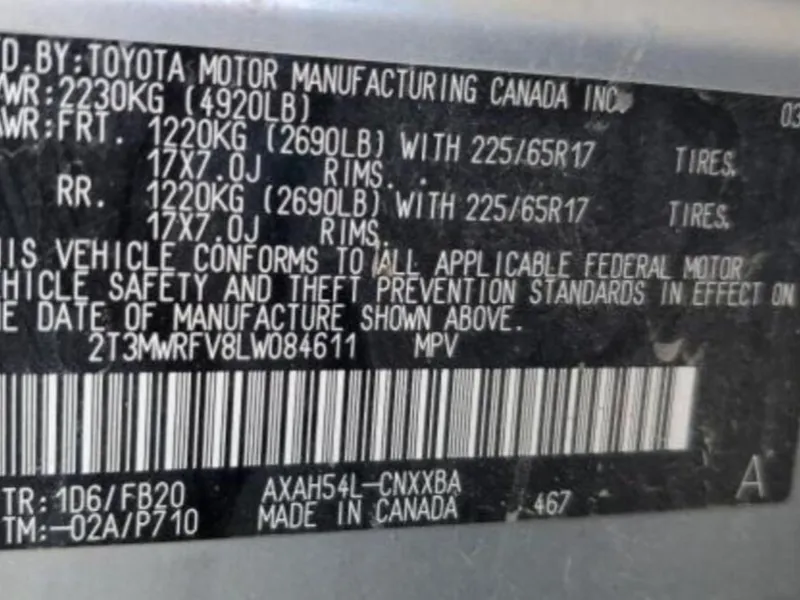 D.BY:TOYOTA MOTOR MANUFACTURING CANADA INC.
WR:2230KG (4920LB) 03
AWR:FRT. 1220KG (2690LB) WITH 225/65R17 TIRES.
17X7.0J RIMS.
RR. 1220KG (2690LB) WITH 225/65R17 TIRES.
17X7.0J RIMS.
IS VEHICLE CONFORMS TO ALL APPLICABLE FEDERAL MOTOR
HICLE SAFETY AND THEFT PREVENTION STANDARDS IN EFFECT ON
E DATE OF MANUFACTURE SHOWN ABOVE.
2T3MWRFV8LW084611 MPV
TR:1D6/FB20 AXAH54L-CNXXBA A
TM:-02A/P710 MADE IN CANADA 467